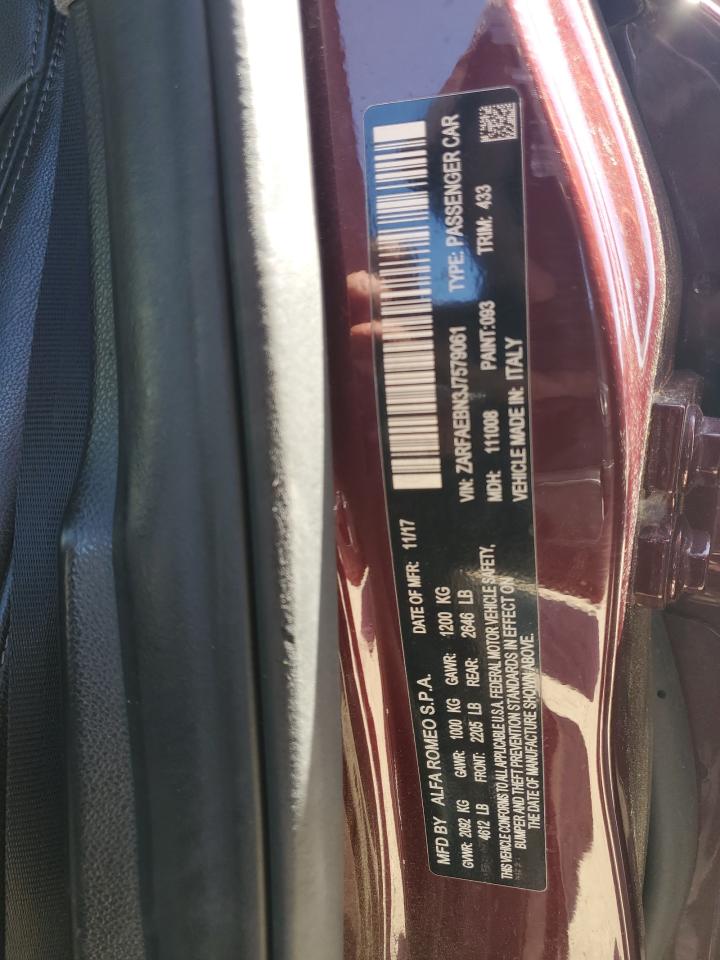 MFD BY ALFA ROMEO S.P.A. DATE OF MFR: 11/17
GVWR: 2092 KG GAWR: 1000 KG GAWR: 1200 KG
4612 LB FRONT: 2205 LB REAR: 2646 LB
THIS VEHICLE CONFORMS TO ALL APPLICABLE U.S.A. FEDERAL MOTOR VEHICLE SAFETY,
BUMPER AND THEFT PREVENTION STANDARDS IN EFFECT ON
THE DATE OF MANUFACTURE SHOWN ABOVE.
VIN: ZARFAEBN3J7579061 TYPE: PASSENGER CAR
MDH: 111008 PAINT:093 TRIM: 433
VEHICLE MADE IN: ITALY